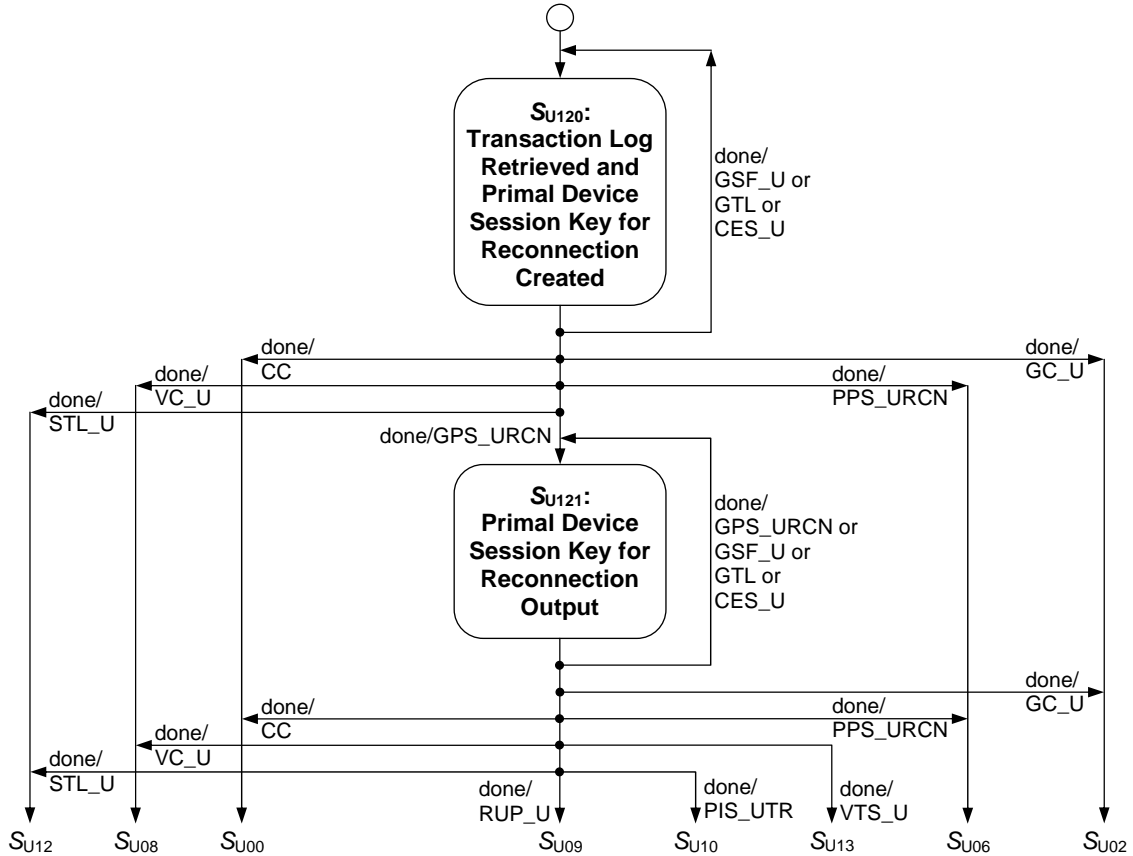 SU120:
Transaction Log
Retrieved and
Primal Device
Session Key for
Reconnection
Created
done/
GSF_U or
GTL or
CES_U
done/
CC
done/
GC_U
done/
VC_U
done/
PPS_URCN
done/
STL_U
done/GPS_URCN
SU121:
Primal Device
Session Key for
Reconnection
Output
done/
GPS_URCN or
GSF_U or
GTL or
CES_U
done/
GC_U
done/
CC
done/
PPS_URCN
done/
VC_U
done/
STL_U
done/
RUP_U
done/
PIS_UTR
done/
VTS_U
SU12
SU08
SU00
SU09
SU10
SU13
SU06
SU02